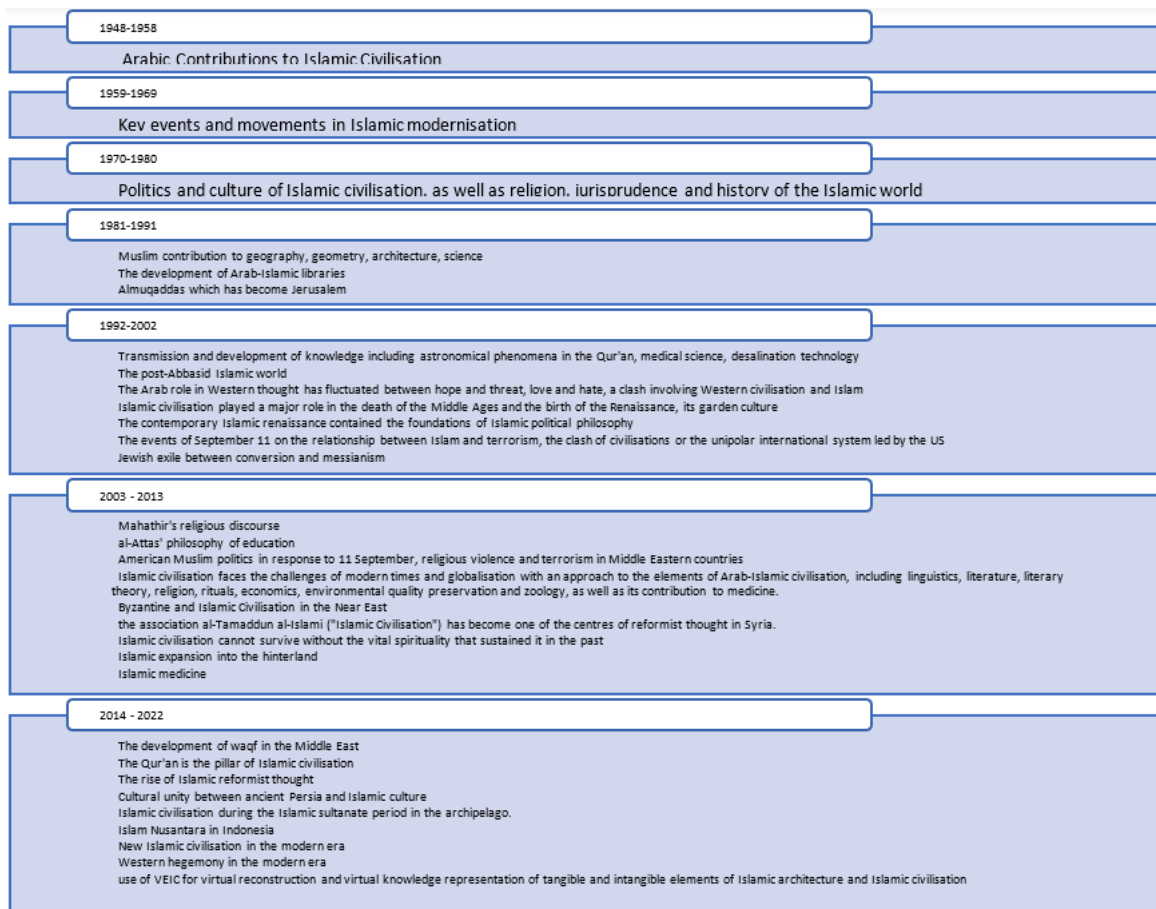 1948-1958
Arabic Contributions to Islamic Civilisation
1959-1969
Key events and movements in Islamic modernisation
1970-1980
Politics and culture of Islamic civilisation, as well as religion, jurisprudence and history of the Islamic world
1981-1991
Muslim contribution to geography, geometry, architecture, science
The development of Arab-Islamic libraries
Almuqaddas which has become Jerusalem
1992-2002
Transmission and development of knowledge including astronomical phenomena in the Qur'an, medical science, desalination technology
The post-Abbasid Islamic world
The Arab role in Western thought has fluctuated between hope and threat, love and hate, a clash involving Western civilisation and Islam
Islamic civilisation played a major role in the death of the Middle Ages and the birth of the Renaissance, its garden culture
The contemporary Islamic renaissance contained the foundations of Islamic political philosophy
The events of September 11 on the relationship between Islam and terrorism, the clash of civilisations or the unipolar international system led by the US
Jewish exile between conversion and messianism
2003 - 2013
Mahathir's religious discourse
al-Attas' philosophy of education
American Muslim politics in response to 11 September, religious violence and terrorism in Middle Eastern countries
Islamic civilisation faces the challenges of modern times and globalisation with an approach to the elements of Arab-Islamic civilisation, including linguistics, literature, literary
theory, religion, rituals, economics, environmental quality preservation and zoology, as well as its contribution to medicine.
Byzantine and Islamic Civilisation in the Near East
the association al-Tamaddun al-Islami ("Islamic Civilisation") has become one of the centres of reformist thought in Syria.
Islamic civilisation cannot survive without the vital spirituality that sustained it in the past
Islamic expansion into the hinterland
Islamic medicine
2014 - 2022
The development of waqf in the Middle East
The Qur'an is the pillar of Islamic civilisation
The rise of Islamic reformist thought
Cultural unity between ancient Persia and Islamic culture
Islamic civilisation during the Islamic sultanate period in the archipelago.
Islam Nusantara in Indonesia
New Islamic civilisation in the modern era
Western hegemony in the modern era
use of VEIC for virtual reconstruction and virtual knowledge representation of tangible and intangible elements of Islamic architecture and Islamic civilisation